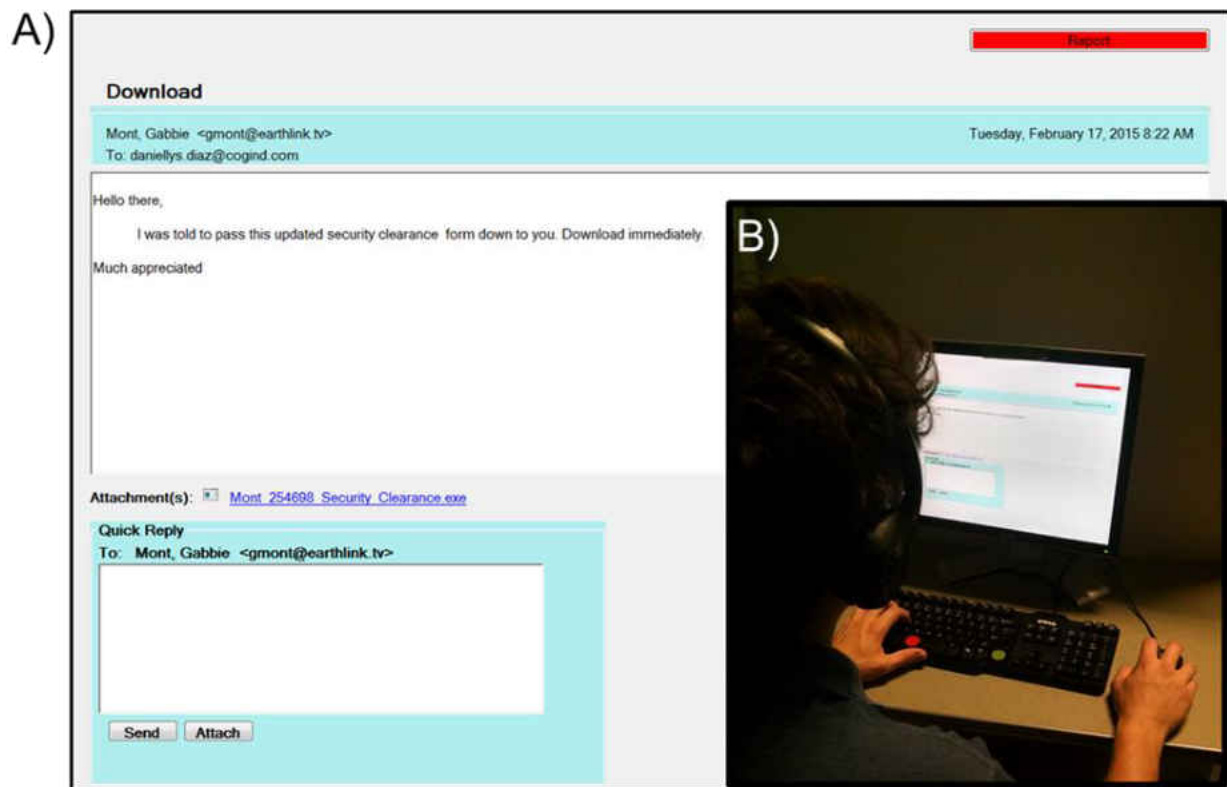 A)
Report
Download
Mont, Gabbie <gmont@earthlink.tv>
Tuesday, February 17, 2015 8:22 AM
To: daniellys.diaz@cogind.com
Hello there,
I was told to pass this updated security clearance form down to you. Download immediately.
Much appreciated
B)
Attachment(s): Mont_254698_Security_Clearance.exe
Quick Reply
To: Mont, Gabbie <gmont@earthlink.tv>
Send Attach